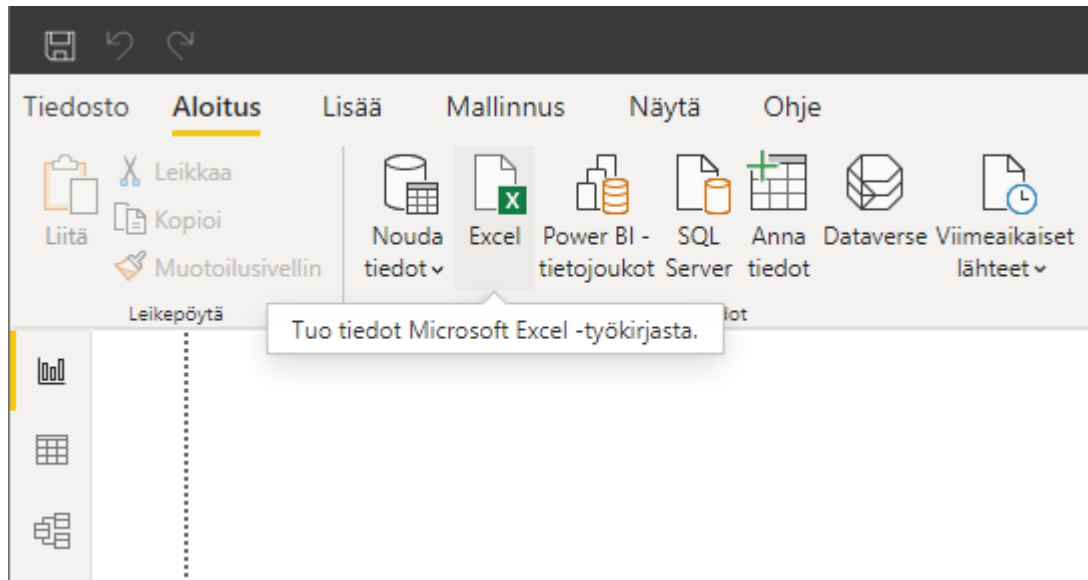 Tiedosto Aloitus Lisää Mallinnus Näytä Ohje
Liitä
Leikkaa
Kopioi
Muotoilusivellin
Leikepöytä
Nouda
tiedot
Excel
Power BI -
tietojoukot
SQL
Server
Anna
tiedot
Dataverse
Viimeaikaiset
lähteet
Tuo tiedot Microsoft Excel -työkirjasta.